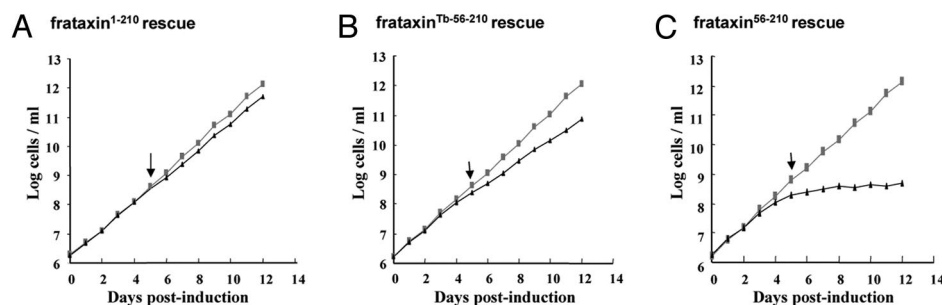 A frataxin1-210 rescue
Log cells / ml
13
12
11
10
9
8
7
6
0 2 4 6 8 10 12 14
Days post-induction
B frataxinTb-56-210 rescue
Log cells / ml
13
12
11
10
9
8
7
6
0 2 4 6 8 10 12 14
Days post-induction
C frataxin56-210 rescue
Log cells / ml
13
12
11
10
9
8
7
6
0 2 4 6 8 10 12 14
Days post-induction